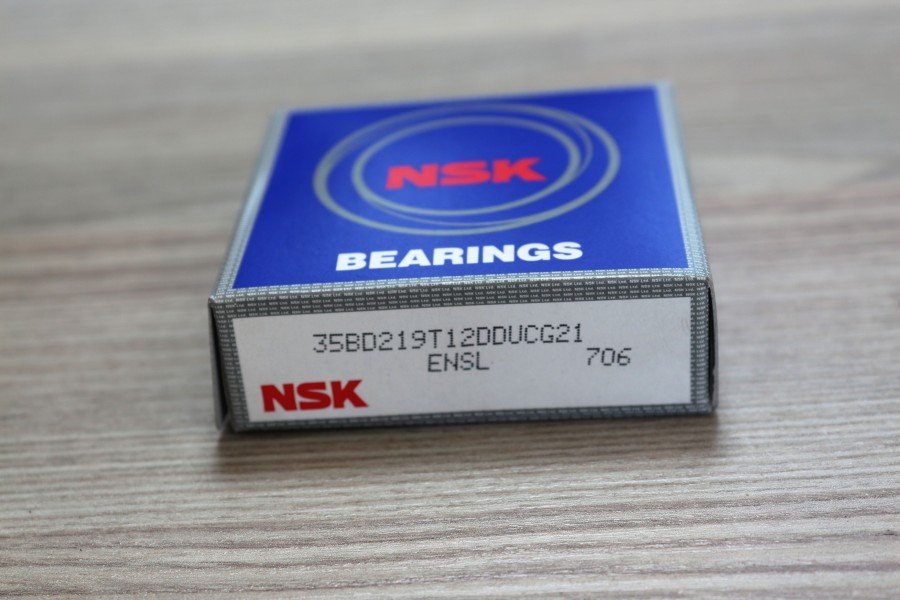 NSK
BEARINGS
35BD219T12DDUCG21
ENSL 706
NSK